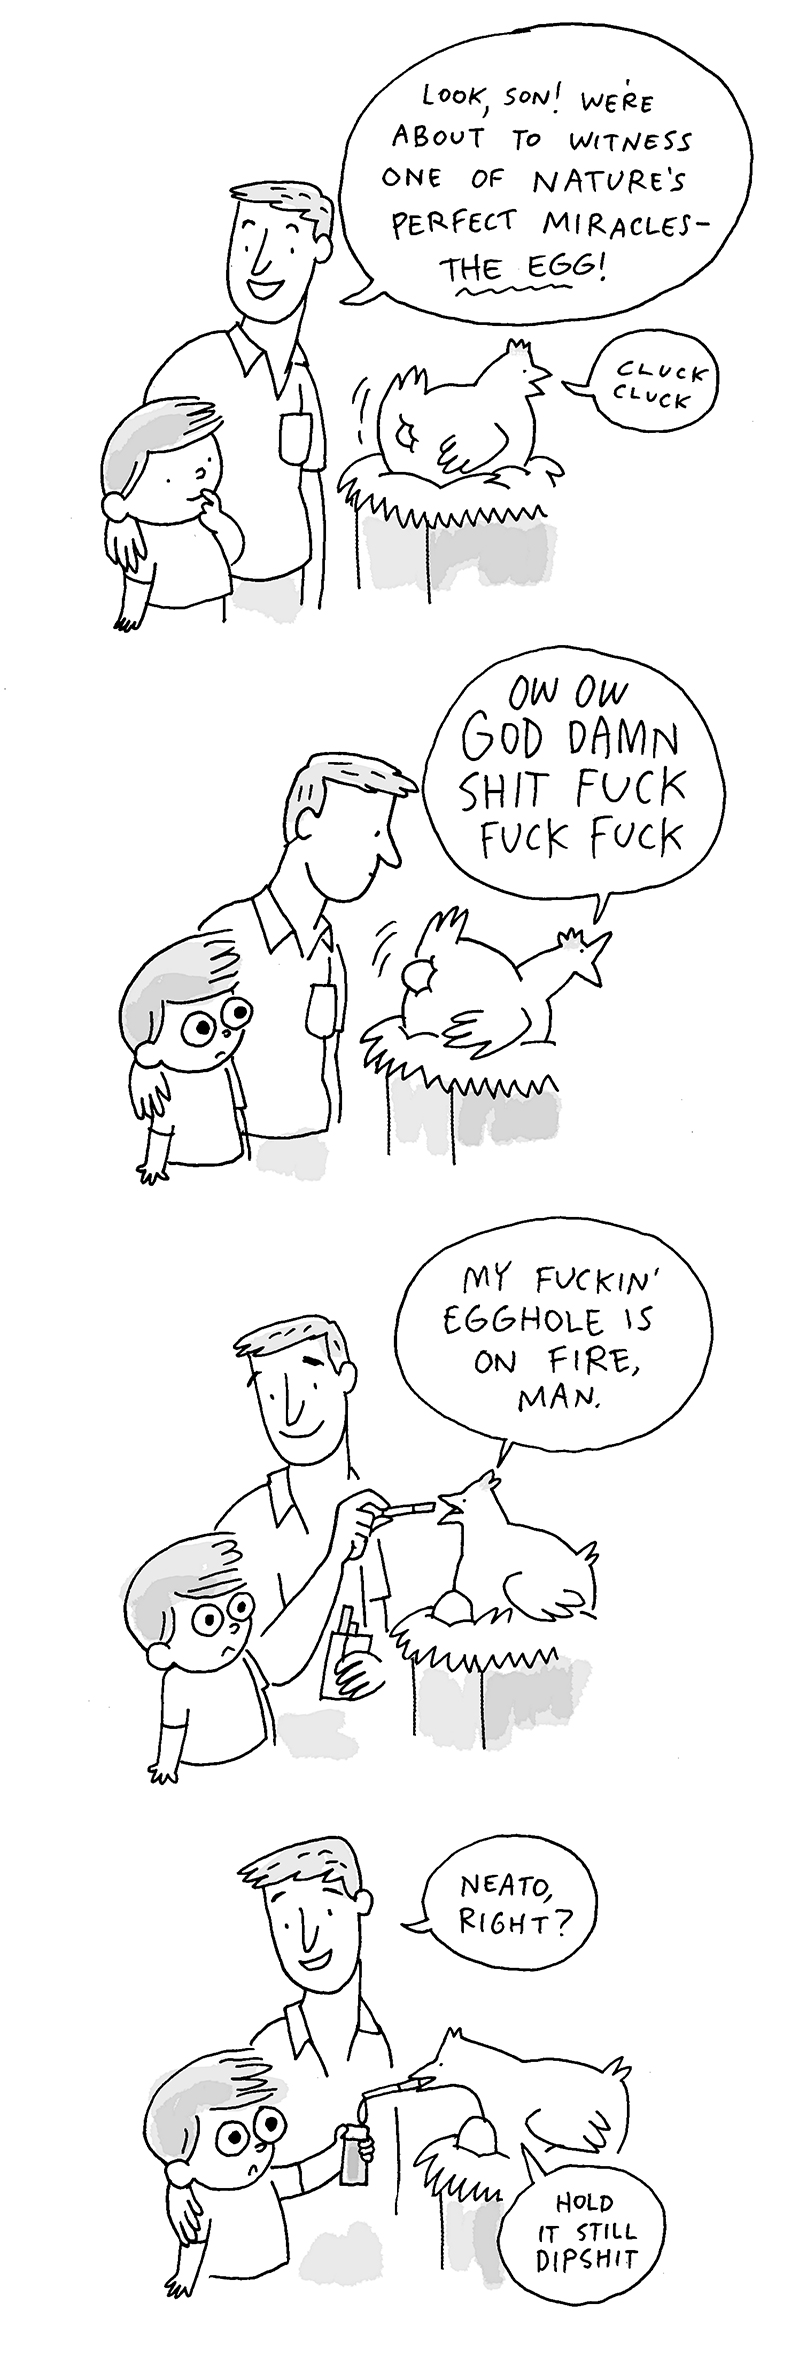 LOOK, SON! WE'RE
ABOUT TO WITNESS
ONE OF NATURE'S
PERFECT MIRACLES-
THE EGG!
CLUCK
CLUCK
OW OW
GOD DAMN
SHIT FUCK
FUCK FUCK
MY FUCKIN'
EGGHOLE IS
ON FIRE,
MAN.
NEATO,
RIGHT?
HOLD
IT STILL
DIPSHIT